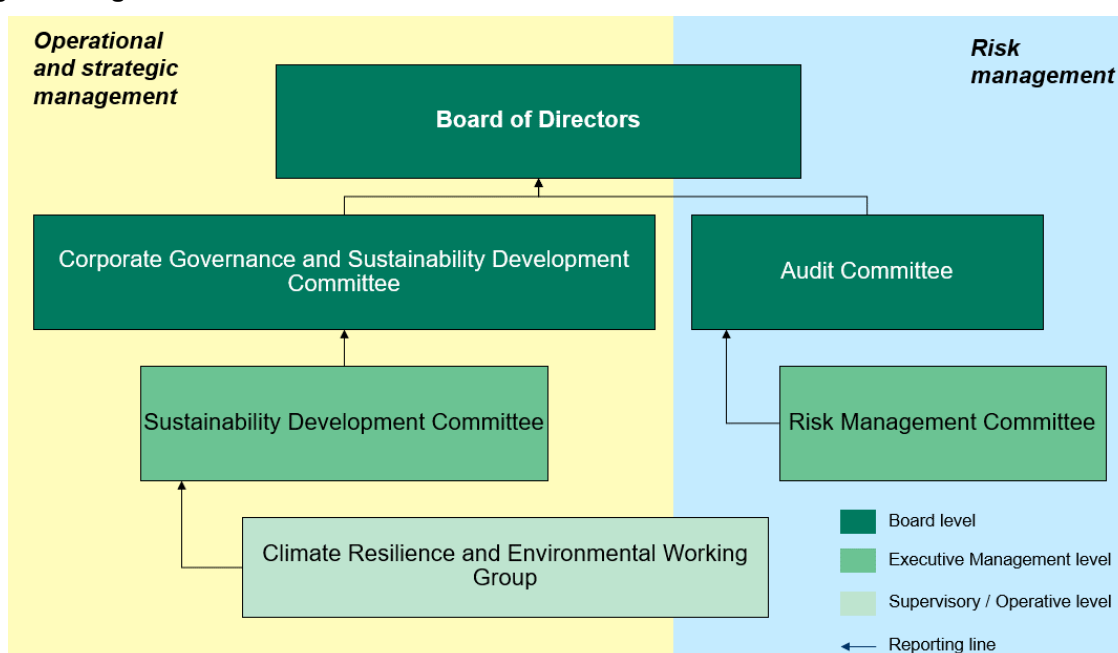 Operational
and strategic
management
Risk
management
Board of Directors
Corporate Governance and Sustainability Development
Committee
Audit Committee
Sustainability Development Committee
Risk Management Committee
Climate Resilience and Environmental Working
Group
Board level
Executive Management level
Supervisory / Operative level
Reporting line